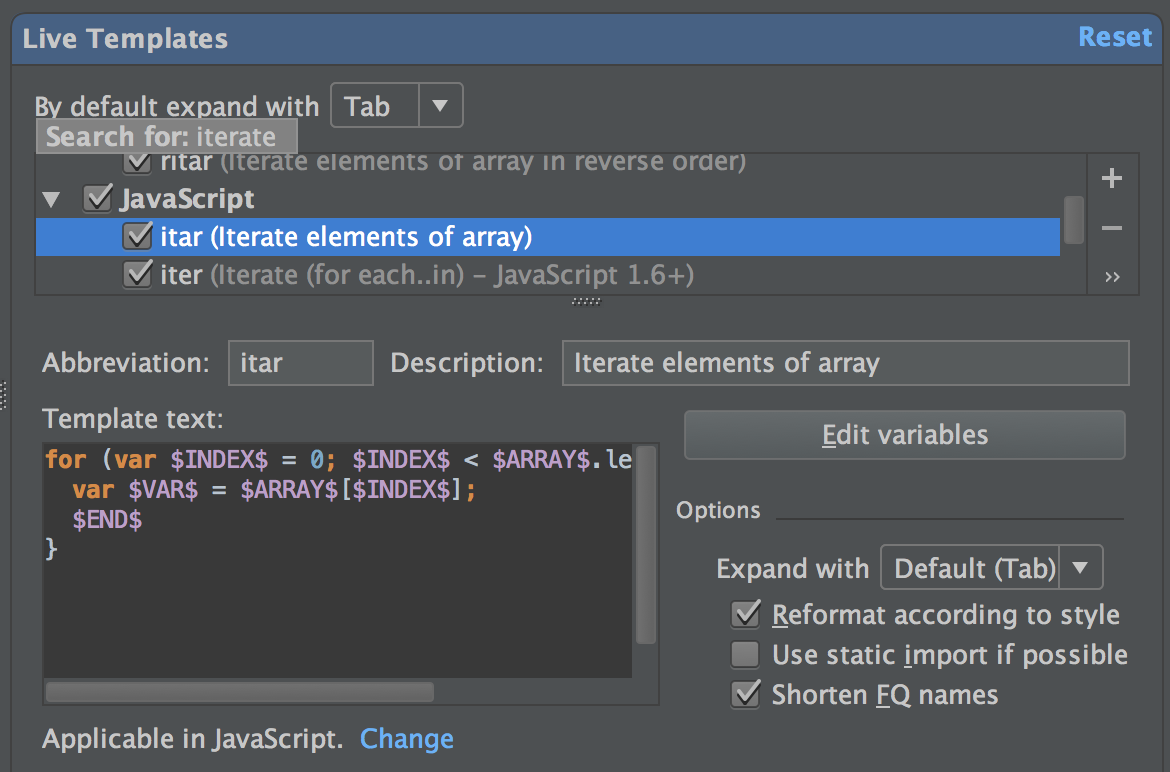 Live Templates
Reset
By default expand with Tab
Search for: iterate
ritar (Iterate elements of array in reverse order)
JavaScript
itar (Iterate elements of array)
iter (Iterate (for each..in) – JavaScript 1.6+)
Abbreviation: itar Description: Iterate elements of array
Template text:
for (var $INDEX$ = 0; $INDEX$ < $ARRAY$.le
var $VAR$ = $ARRAY$[$INDEX$];
$END$
}
Edit variables
Options
Expand with Default (Tab)
Reformat according to style
Use static import if possible
Shorten FQ names
Applicable in JavaScript. Change